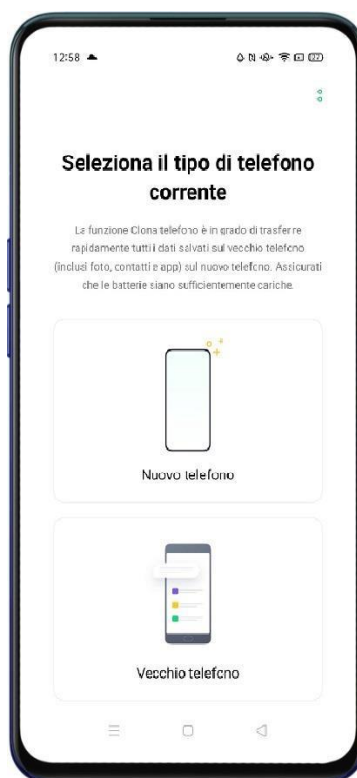 12:58
Seleziona il tipo di telefono
corrente
La funzione Clona telefono è in grado di trasferire
rapidamente tutti i dati salvati sul vecchio telefono
(inclusi foto, contatti e app) sul nuovo telefono. Assicurati
che le batterie siano sufficientemente cariche.
Nuovo telefono
Vecchio telefono